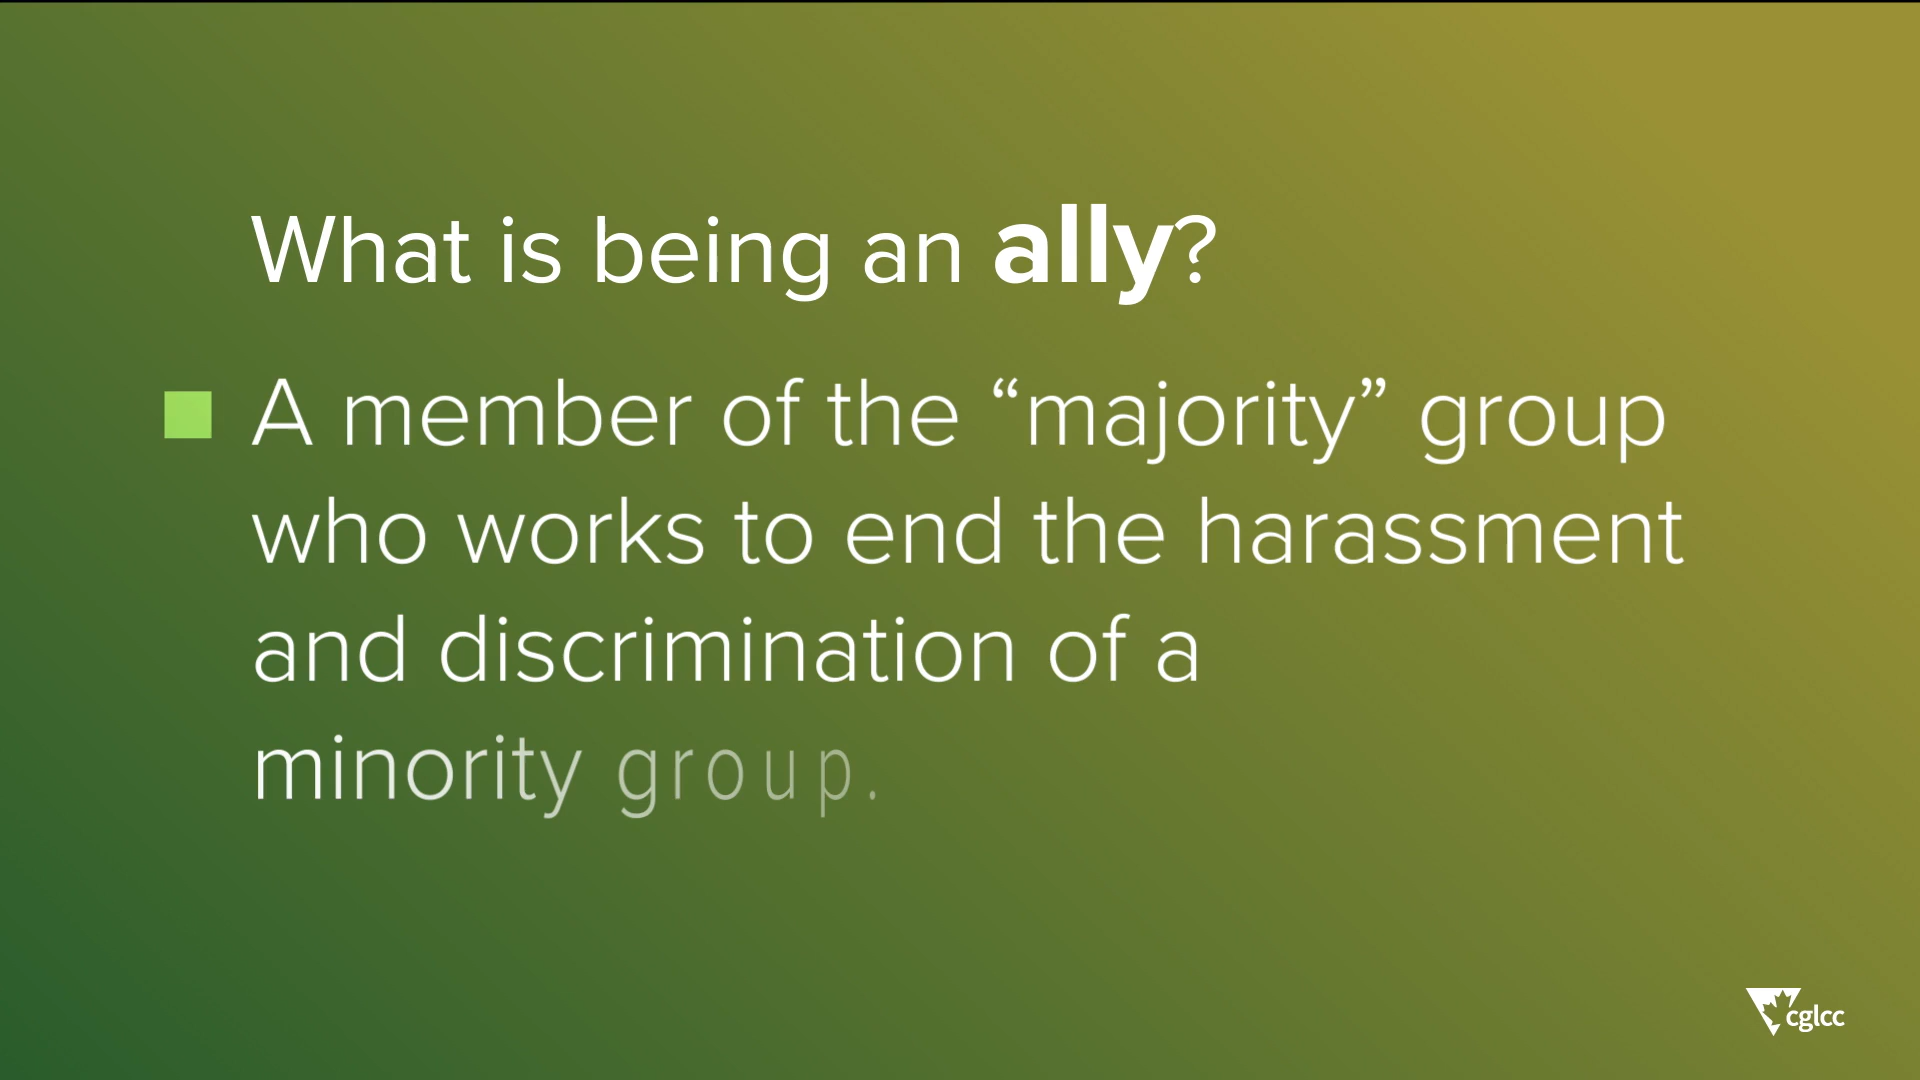 What is being an ally?
A member of the “majority” group
who works to end the harassment
and discrimination of a
minority group.
cglcc